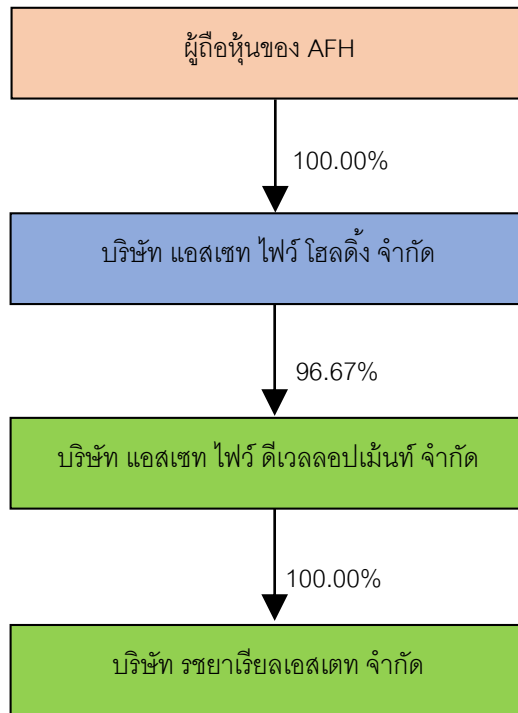 ผู้ถือหุ้นของ AFH
100.00%
บริษัท แอสเซท ไฟว์ โฮลดิ้ง จำกัด
96.67%
บริษัท แอสเซท ไฟว์ ดีเวลลอปเม้นท์ จำกัด
100.00%
บริษัท รชยาเรียลเอสเตท จำกัด